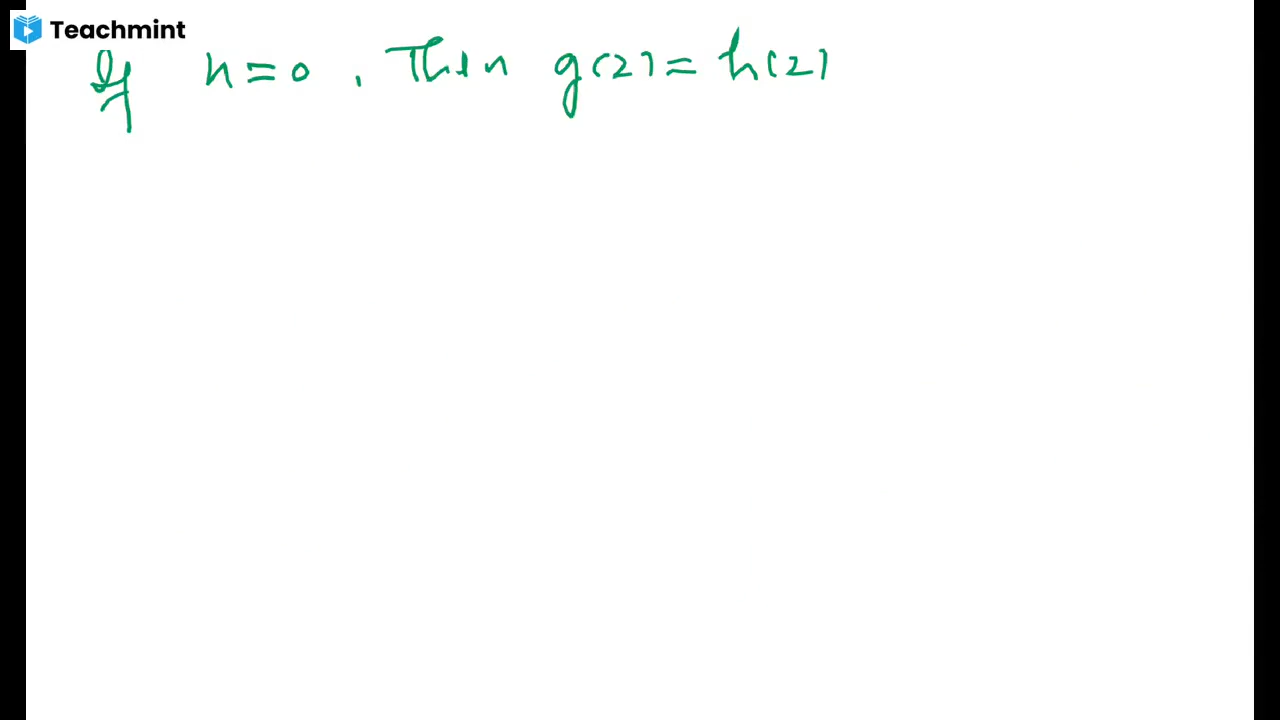 Teachmint
If n=0, Then g(z)= h(z)